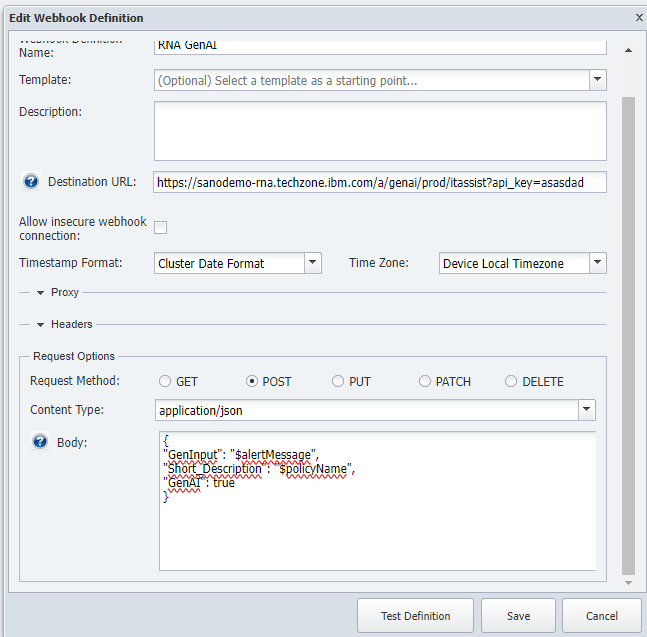 Edit Webhook Definition
x
Webhook Definition
Name:
RNA GenAI
Template:
(Optional) Select a template as a starting point...
Description:
? Destination URL:
https://sanodemo-rna.techzone.ibm.com/a/genai/prod/itassist?api_key=asasdad
Allow insecure webhook
connection:
Timestamp Format:
Cluster Date Format
Time Zone:
Device Local Timezone
Proxy
Headers
Request Options
Request Method:
GET
POST
PUT
PATCH
DELETE
Content Type:
application/json
? Body:
{
"GenInput": "$alertMessage",
"Short_Description": "$policyName",
"GenAI": true
}
Test Definition
Save
Cancel